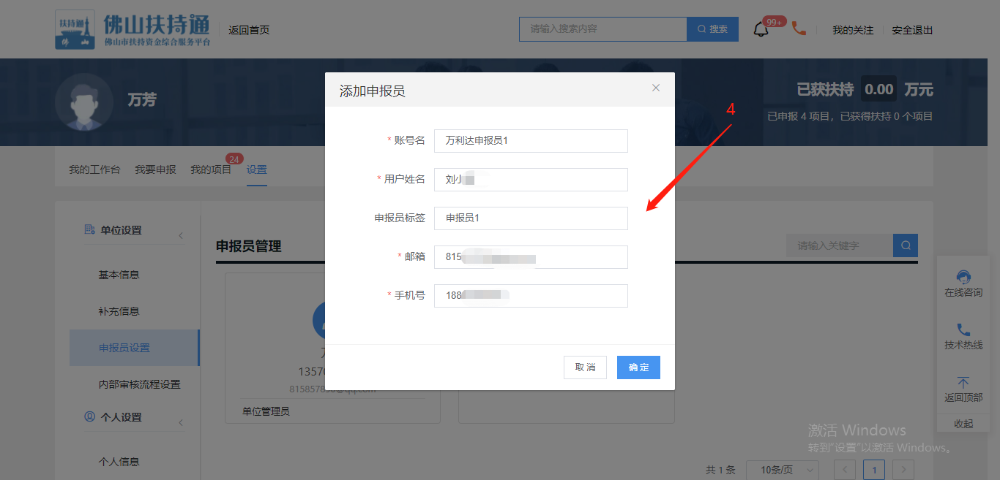 扶持通
佛山扶持通
佛山市扶持资金综合服务平台
返回首页
请输入搜索内容
搜索
99+
我的关注
安全退出
万芳
已获扶持 0.00 万元
已申报 4 项目，已获得扶持 0 个项目
我的工作台
我要申报
我的项目
24
设置
添加申报员
4
* 账号名
万利达申报员1
* 用户姓名
刘小
申报员标签
申报员1
* 邮箱
815
* 手机号
188
取消
确定
单位设置
基本信息
补充信息
申报员设置
内部审核流程设置
个人设置
个人信息
申报员管理
请输入关键字
1357
单位管理员
在线咨询
技术热线
返回顶部
收起
激活 Windows
转到“设置”以激活 Windows。
共 1 条
10条/页
1